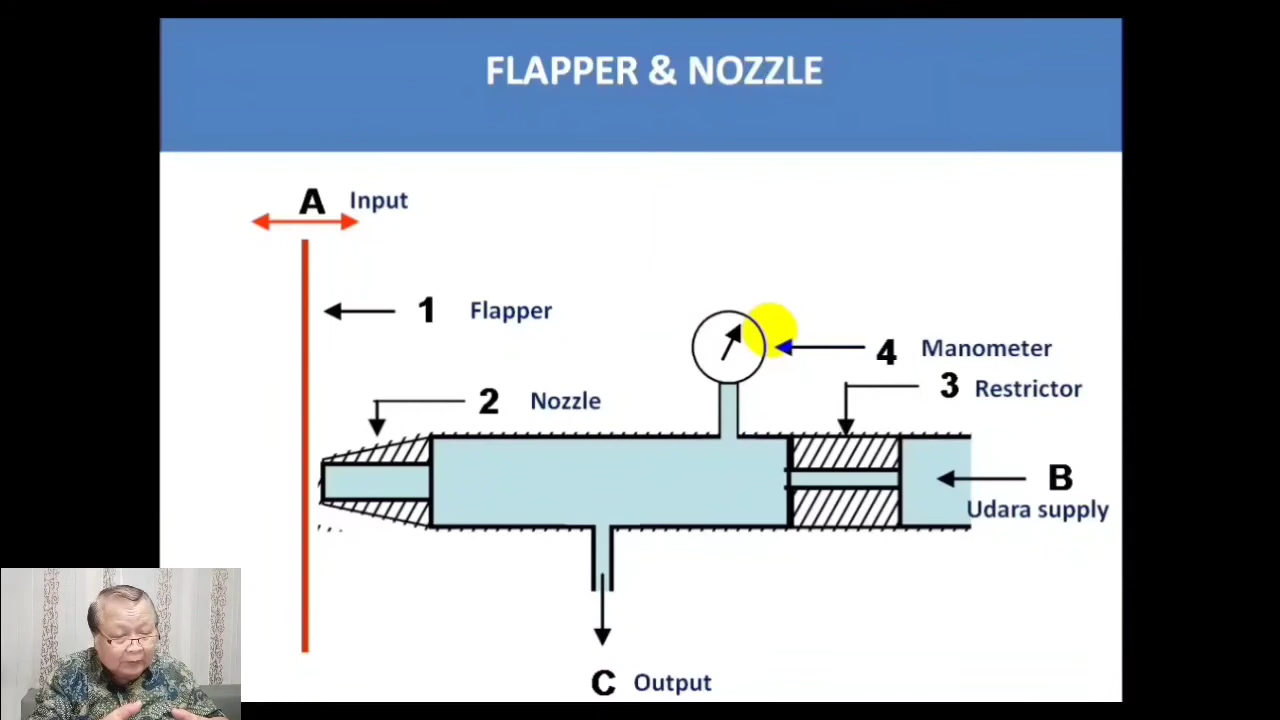 FLAPPER & NOZZLE
A Input
1 Flapper
4 Manometer
3 Restrictor
2 Nozzle
B
Udara supply
C Output